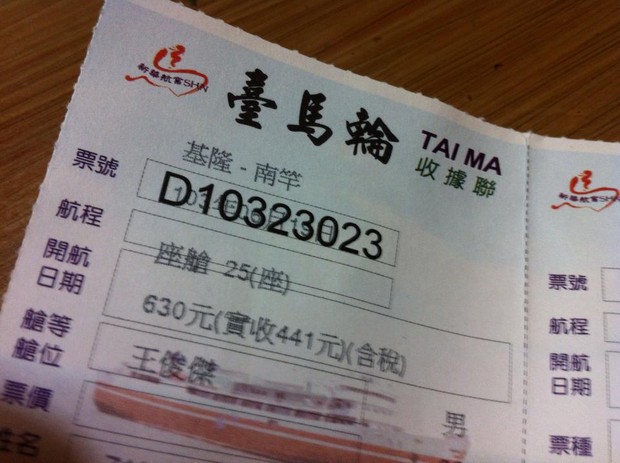 新華航業SHN
臺馬輪 TAI MA
收據聯
基隆 - 南竿
票號
D10323023
航程
座艙 25(座)
開航
日期
630元(實收441元)(含稅)
艙等
艙位
王俊傑
男
票價
姓名
票號
航程
開航
日期
票種